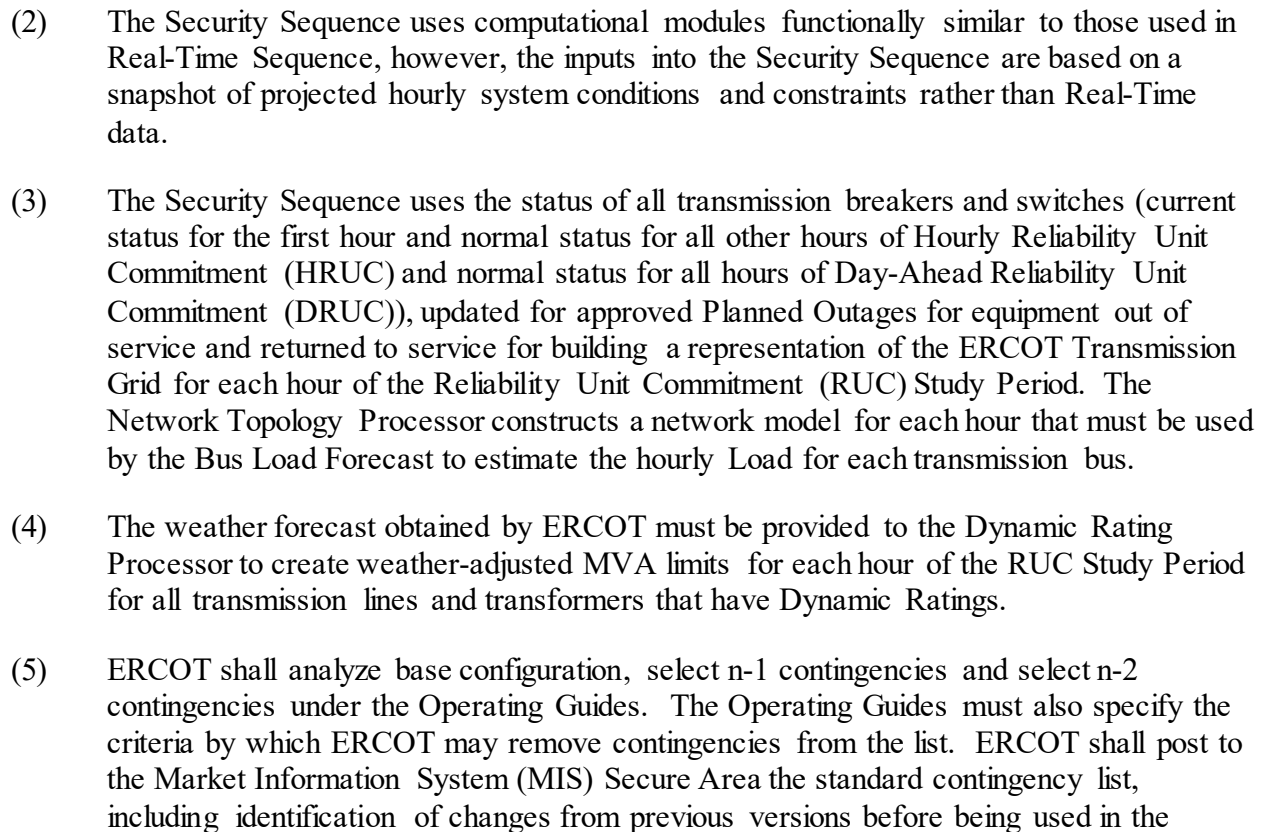 (2) The Security Sequence uses computational modules functionally similar to those used in
Real-Time Sequence, however, the inputs into the Security Sequence are based on a
snapshot of projected hourly system conditions and constraints rather than Real-Time
data.
(3) The Security Sequence uses the status of all transmission breakers and switches (current
status for the first hour and normal status for all other hours of Hourly Reliability Unit
Commitment (HRUC) and normal status for all hours of Day-Ahead Reliability Unit
Commitment (DRUC)), updated for approved Planned Outages for equipment out of
service and returned to service for building a representation of the ERCOT Transmission
Grid for each hour of the Reliability Unit Commitment (RUC) Study Period. The
Network Topology Processor constructs a network model for each hour that must be used
by the Bus Load Forecast to estimate the hourly Load for each transmission bus.
(4) The weather forecast obtained by ERCOT must be provided to the Dynamic Rating
Processor to create weather-adjusted MVA limits for each hour of the RUC Study Period
for all transmission lines and transformers that have Dynamic Ratings.
(5) ERCOT shall analyze base configuration, select n-1 contingencies and select n-2
contingencies under the Operating Guides. The Operating Guides must also specify the
criteria by which ERCOT may remove contingencies from the list. ERCOT shall post to
the Market Information System (MIS) Secure Area the standard contingency list,
including identification of changes from previous versions before being used in the